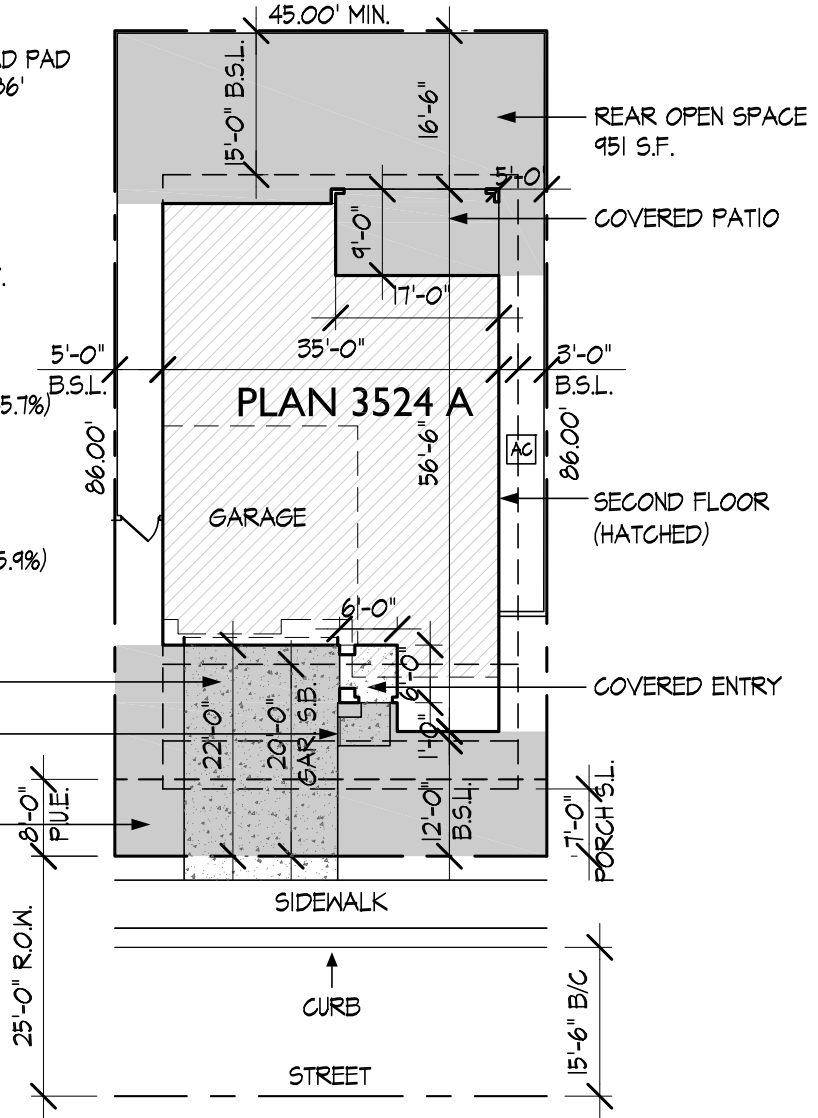 45.00' MIN.
D PAD
36'
15'-0" B.S.L.
16'-6"
REAR OPEN SPACE
951 S.F.
5'-0"
COVERED PATIO
9'-0"
17'-0"
5'-0"
B.S.L.
35'-0"
3'-0"
B.S.L.
5.7%)
PLAN 3524 A
86.00'
56'-6"
AC
86.00'
GARAGE
SECOND FLOOR
(HATCHED)
5.9%)
6'-0"
6'-0"
COVERED ENTRY
22'-0"
20'-0"
GAR. S.B.
1'-0"
8'-0"
P.U.E.
12'-0"
B.S.L.
7'-0"
PORCH S.L.
SIDEWALK
25'-0" R.O.W.
CURB
15'-6" B/C
STREET